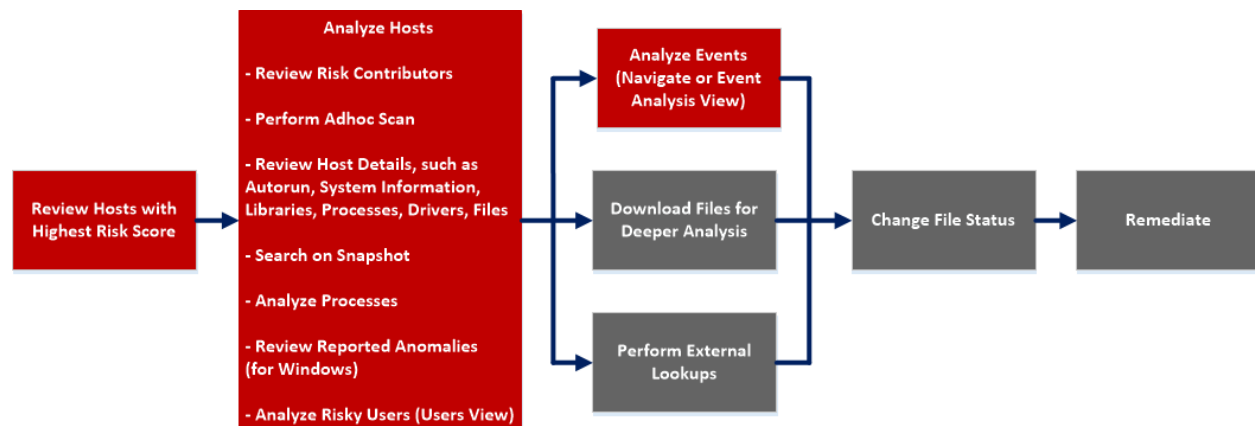 Review Hosts with
Highest Risk Score
Analyze Hosts
- Review Risk Contributors
- Perform Adhoc Scan
- Review Host Details, such as
Autorun, System Information,
Libraries, Processes, Drivers, Files
- Search on Snapshot
- Analyze Processes
- Review Reported Anomalies
(for Windows)
- Analyze Risky Users (Users View)
Analyze Events
(Navigate or Event
Analysis View)
Download Files for
Deeper Analysis
Perform External
Lookups
Change File Status
Remediate